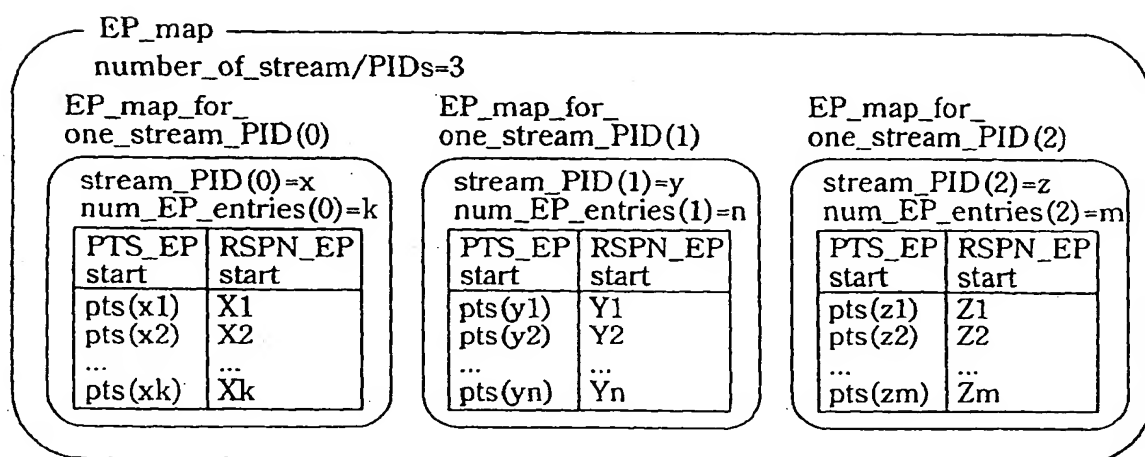 EP_map
number_of_stream/PIDs=3
EP_map_for_
one_stream_PID(0)
stream_PID(0)=x
num_EP_entries(0)=k
PTS_EP RSPN_EP
start start
pts(x1) X1
pts(x2) X2
... ...
pts(xk) Xk
EP_map_for_
one_stream_PID(1)
stream_PID(1)=y
num_EP_entries(1)=n
PTS_EP RSPN_EP
start start
pts(y1) Y1
pts(y2) Y2
... ...
pts(yn) Yn
EP_map_for_
one_stream_PID(2)
stream_PID(2)=z
num_EP_entries(2)=m
PTS_EP RSPN_EP
start start
pts(z1) Z1
pts(z2) Z2
... ...
pts(zm) Zm